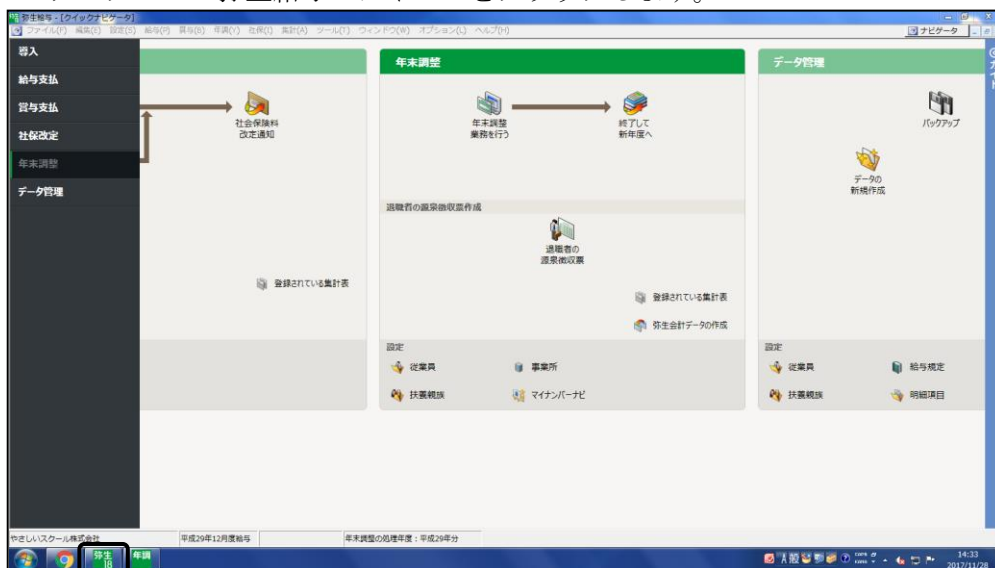 弥生給与 - [クイックナビゲータ]
ファイル(F) 編集(E) 設定(S) 給与(P) 賞与(B) 年調(Y) 社保(I) 集計(A) ツール(T) ウィンドウ(W) オプション(L) ヘルプ(H) ナビゲータ
導入
給与支払
賞与支払
社保改定
年末調整
データ管理
社会保険料
改定通知
登録されている集計表
年末調整
年末調整
業務を行う
終了して
新年度へ
退職者の源泉徴収票作成
退職者の
源泉徴収票
登録されている集計表
弥生会計データの作成
設定
従業員
事業所
扶養親族
マイナンバーナビ
データ管理
バックアップ
データの
新規作成
設定
従業員
給与規定
扶養親族
明細項目
ガイド
やさしいスクール株式会社 平成29年12月度給与 年末調整の処理年度：平成29年分
弥生
18
年調
14:33
2017/11/28